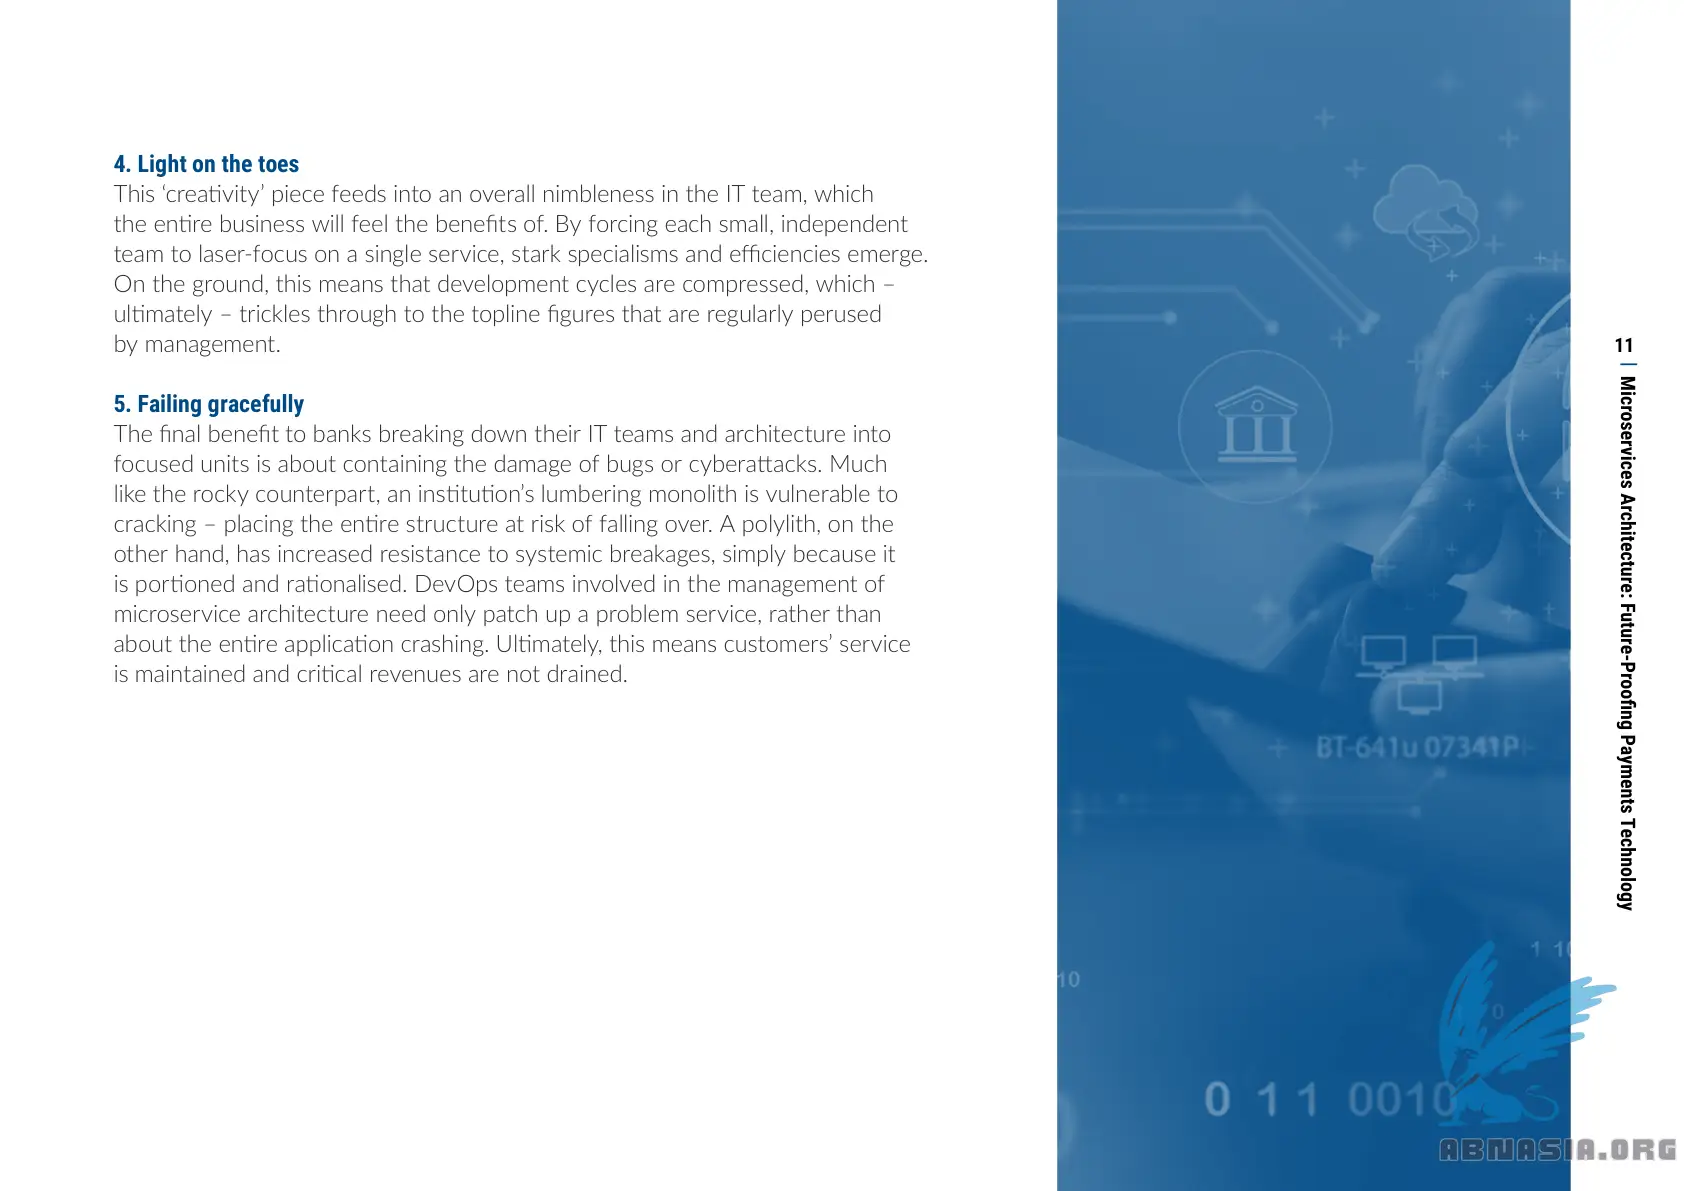 4. Light on the toes
This ‘creativity’ piece feeds into an overall nimbleness in the IT team, which
the entire business will feel the benefits of. By forcing each small, independent
team to laser-focus on a single service, stark specialisms and efficiencies emerge.
On the ground, this means that development cycles are compressed, which –
ultimately – trickles through to the topline figures that are regularly perused
by management.
5. Failing gracefully
The final benefit to banks breaking down their IT teams and architecture into
focused units is about containing the damage of bugs or cyberattacks. Much
like the rocky counterpart, an institution’s lumbering monolith is vulnerable to
cracking – placing the entire structure at risk of falling over. A polylith, on the
other hand, has increased resistance to systemic breakages, simply because it
is portioned and rationalised. DevOps teams involved in the management of
microservice architecture need only patch up a problem service, rather than
about the entire application crashing. Ultimately, this means customers’ service
is maintained and critical revenues are not drained.
BT-641u 07341P
10
1 10
0
0 1 1 0010
11
Microservices Architecture: Future-Proofing Payments Technology
ABNASIA.ORG